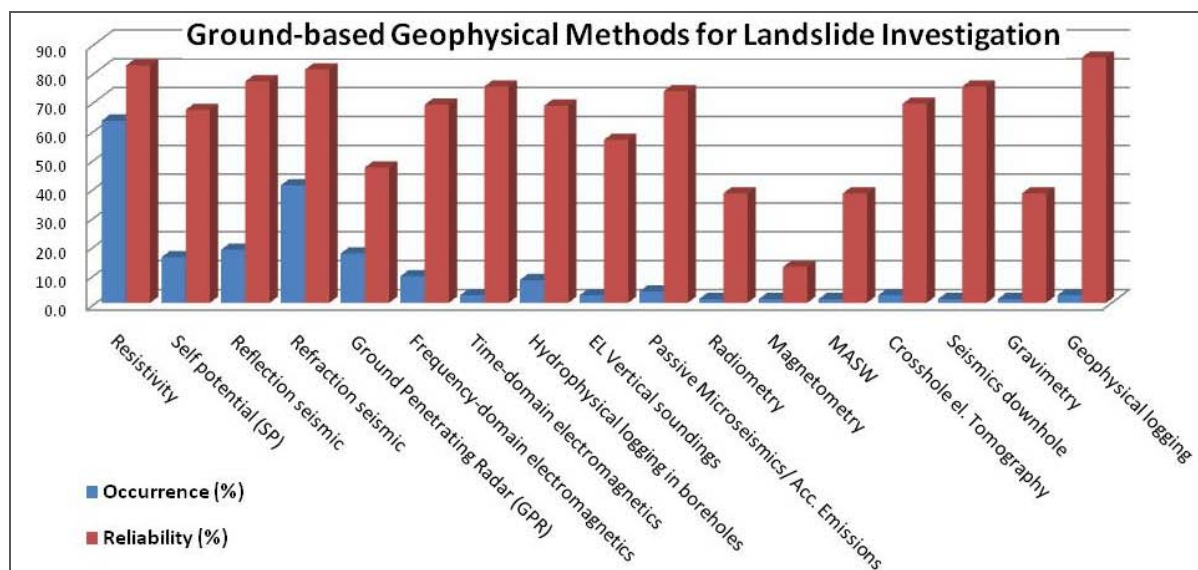 Ground-based Geophysical Methods for Landslide Investigation
90.0
80.0
70.0
60.0
50.0
40.0
30.0
20.0
10.0
0.0
Resistivity
Self potential (SP)
Reflection seismic
Refraction seismic
Ground Penetrating Radar (GPR)
Frequency-domain electromagnetics
Time-domain electromagnetics
Hydrophysical logging in boreholes
EL Vertical soundings
Passive Microseismics/ Acc. Emissions
Radiometry
Magnetometry
MASW
Crosshole el. Tomography
Seismics downhole
Gravimetry
Geophysical logging
Occurrence (%)
Reliability (%)